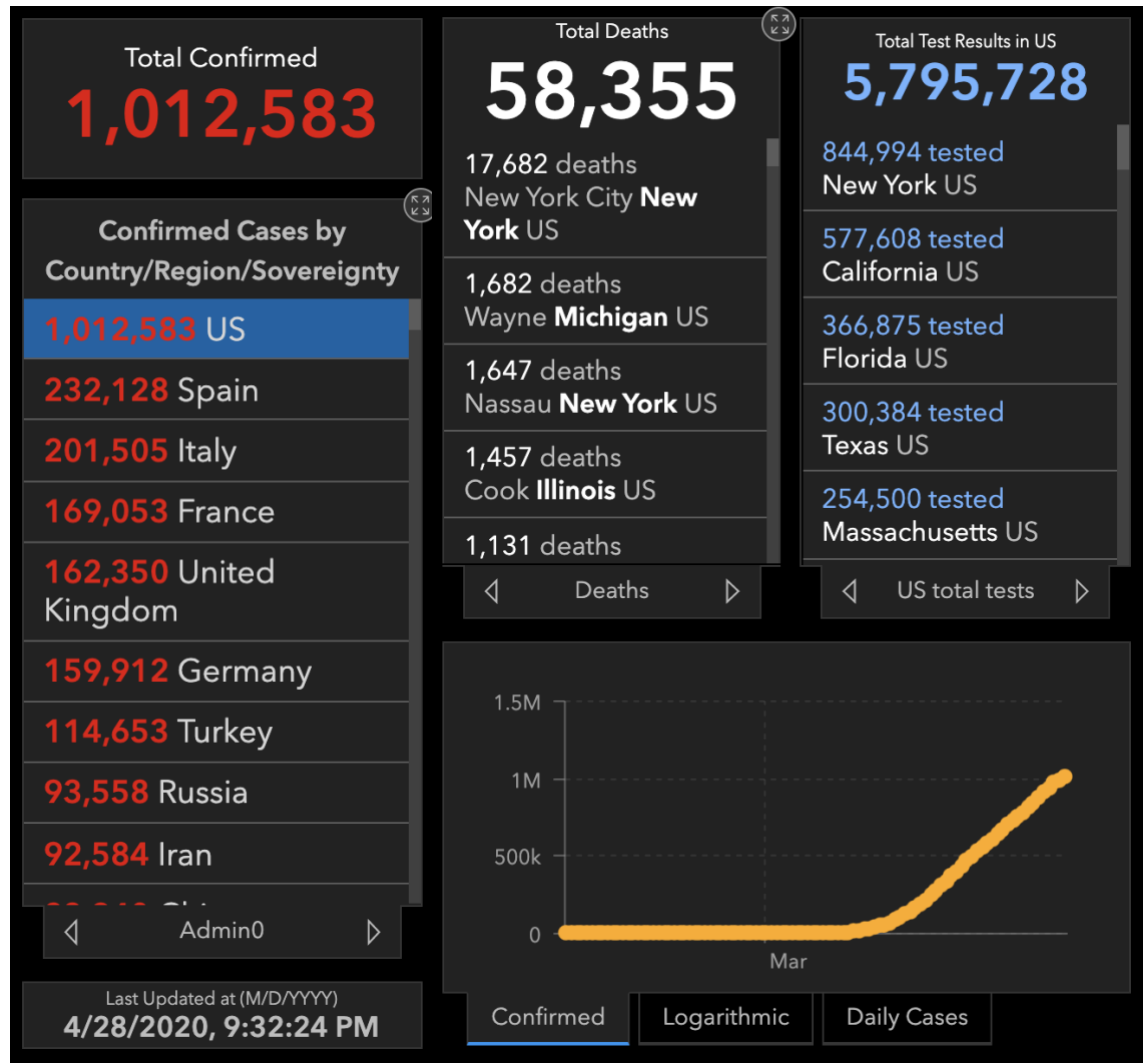 Total Confirmed
1,012,583
Confirmed Cases by
Country/Region/Sovereignty
1,012,583 US
232,128 Spain
201,505 Italy
169,053 France
162,350 United
Kingdom
159,912 Germany
114,653 Turkey
93,558 Russia
92,584 Iran
Admin0
Last Updated at (M/D/YYYY)
4/28/2020, 9:32:24 PM
Total Deaths
58,355
17,682 deaths
New York City New
York US
1,682 deaths
Wayne Michigan US
1,647 deaths
Nassau New York US
1,457 deaths
Cook Illinois US
1,131 deaths
Deaths
Total Test Results in US
5,795,728
844,994 tested
New York US
577,608 tested
California US
366,875 tested
Florida US
300,384 tested
Texas US
254,500 tested
Massachusetts US
US total tests
1.5M
1M
500k
0
Mar
Confirmed
Logarithmic
Daily Cases